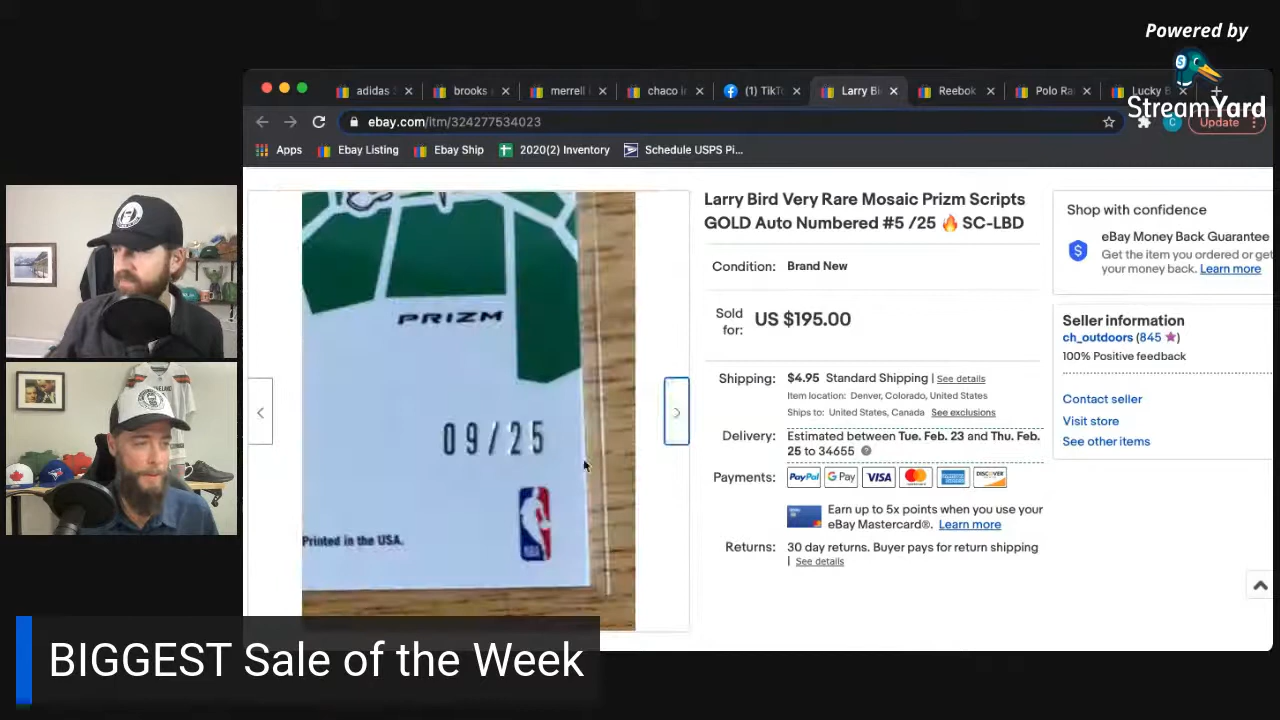 Powered by
StreamYard
adidas
brooks
merrell
chaco i
(1) TikT
Larry Bi
Reebok
Polo Ra
Lucky B
ebay.com/itm/324277534023
Update
Apps
Ebay Listing
Ebay Ship
2020(2) Inventory
Schedule USPS Pi...
Larry Bird Very Rare Mosaic Prizm Scripts
GOLD Auto Numbered #5 /25 🔥 SC-LBD
Condition: Brand New
Sold
for: US $195.00
Shipping: $4.95 Standard Shipping | See details
Item location: Denver, Colorado, United States
Ships to: United States, Canada See exclusions
Delivery: Estimated between Tue. Feb. 23 and Thu. Feb.
25 to 34655
Payments: PayPal G Pay VISA mastercard AMEX DISCOVER
Earn up to 5x points when you use your
eBay Mastercard®. Learn more
Returns: 30 day returns. Buyer pays for return shipping
| See details
Shop with confidence
eBay Money Back Guarantee
Get the item you ordered or get
your money back. Learn more
Seller information
ch_outdoors (845 ★)
100% Positive feedback
Contact seller
Visit store
See other items
PRIZM
09/25
Printed in the USA.
NBA
BIGGEST Sale of the Week